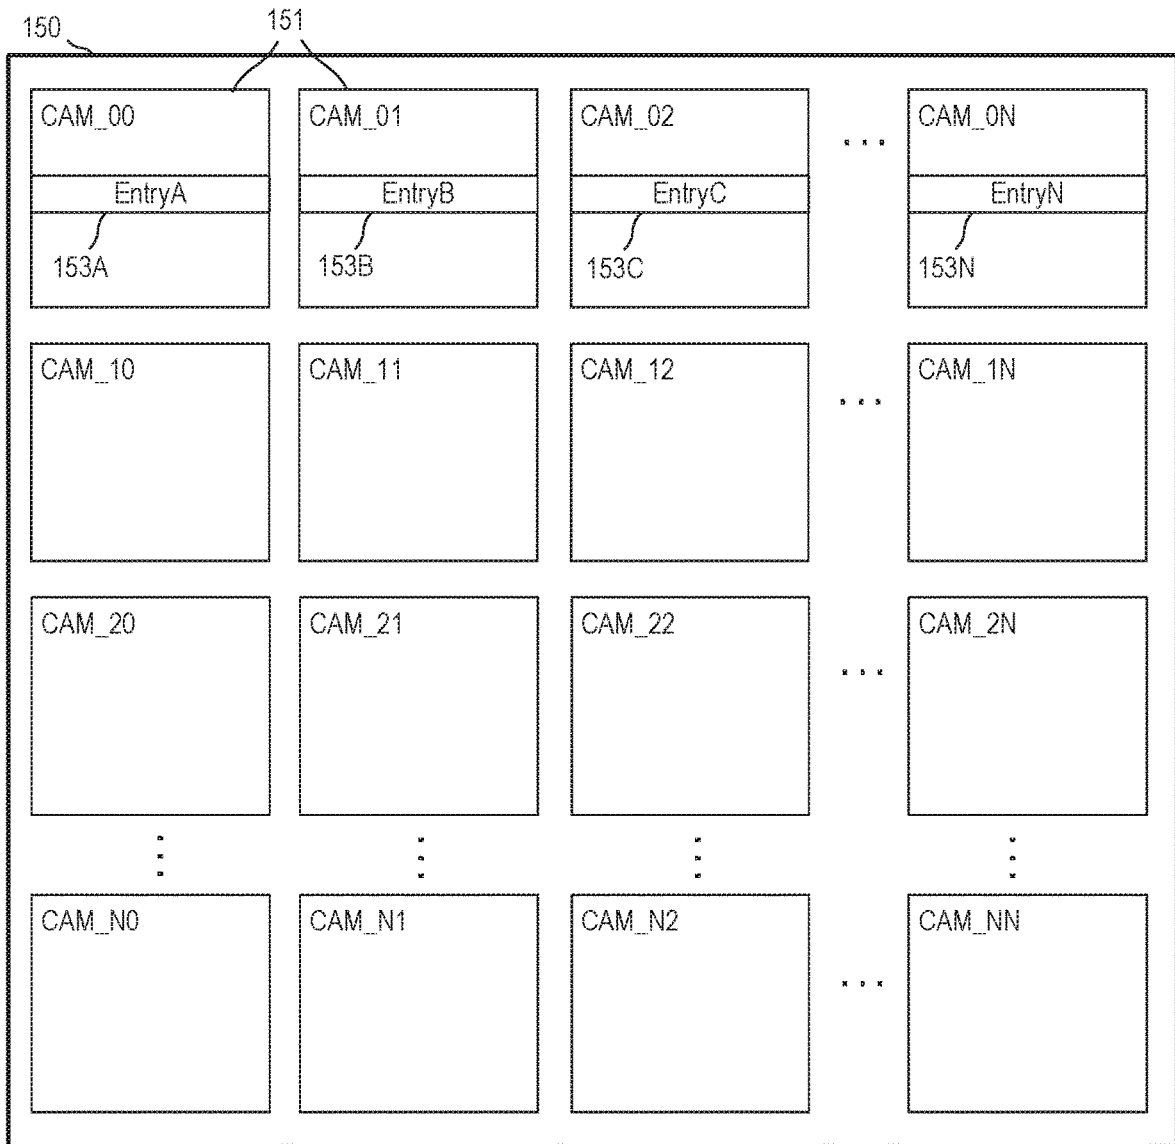 150
151
CAM_00 CAM_01 CAM_02 CAM_0N
EntryA EntryB EntryC EntryN
153A 153B 153C 153N
CAM_10 CAM_11 CAM_12 CAM_1N
CAM_20 CAM_21 CAM_22 CAM_2N
CAM_N0 CAM_N1 CAM_N2 CAM_NN